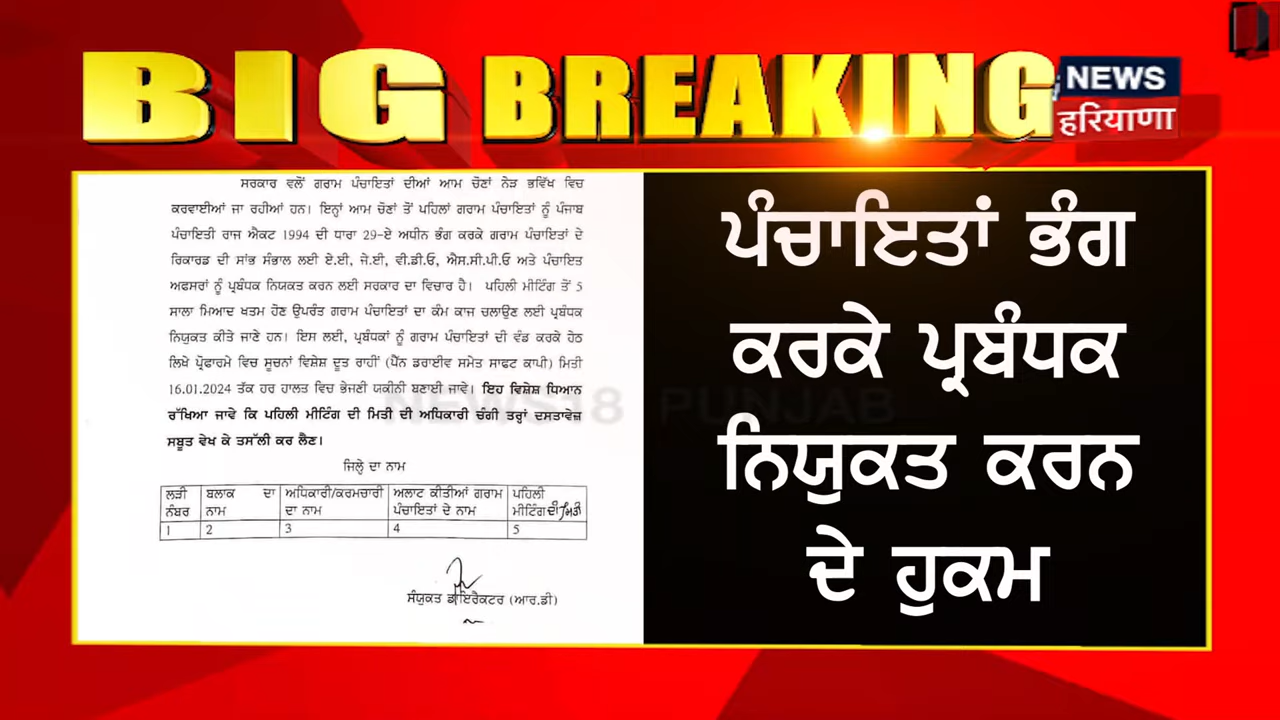 BIG BREAKING
NEWS
हरियाणा
ਸਰਕਾਰ ਵਲੋਂ ਗਰਾਮ ਪੰਚਾਇਤਾਂ ਦੀਆਂ ਆਮ ਚੋਣਾਂ ਨੇੜ ਭਵਿੱਖ ਵਿਚ
ਕਰਵਾਈਆਂ ਜਾ ਰਹੀਆਂ ਹਨ। ਇਨ੍ਹਾਂ ਆਮ ਚੋਣਾਂ ਤੋਂ ਪਹਿਲਾਂ ਗਰਾਮ ਪੰਚਾਇਤਾਂ ਨੂੰ ਪੰਜਾਬ
ਪੰਚਾਇਤੀ ਰਾਜ ਐਕਟ 1994 ਦੀ ਧਾਰਾ 29-ਏ ਅਧੀਨ ਭੰਗ ਕਰਕੇ ਗਰਾਮ ਪੰਚਾਇਤਾਂ ਦੇ
ਰਿਕਾਰਡ ਦੀ ਸਾਂਭ ਸੰਭਾਲ ਲਈ ਏ.ਈ, ਜੇ.ਈ, ਵੀ.ਡੀ.ਓ, ਐਸ.ਸੀ.ਪੀ.ਓ ਅਤੇ ਪੰਚਾਇਤ
ਅਫਸਰਾਂ ਨੂੰ ਪ੍ਰਬੰਧਕ ਨਿਯਕਤ ਕਰਨ ਲਈ ਸਰਕਾਰ ਦਾ ਵਿਚਾਰ ਹੈ। ਪਹਿਲੀ ਮੀਟਿੰਗ ਤੋਂ 5
ਸਾਲਾ ਮਿਆਦ ਖਤਮ ਹੋਣ ਉਪਰੰਤ ਗਰਾਮ ਪੰਚਾਇਤਾਂ ਦਾ ਕੰਮ ਕਾਜ ਚਲਾਉਣ ਲਈ ਪ੍ਰਬੰਧਕ
ਨਿਯੁਕਤ ਕੀਤੇ ਜਾਣੇ ਹਨ। ਇਸ ਲਈ, ਪ੍ਰਬੰਧਕਾਂ ਨੂੰ ਗਰਾਮ ਪੰਚਾਇਤਾਂ ਦੀ ਵੰਡ ਕਰਕੇ ਹੇਠ
ਲਿਖੇ ਪ੍ਰੋਫਾਰਮੇ ਵਿਚ ਸੂਚਨਾਂ ਵਿਸ਼ੇਸ਼ ਦੂਤ ਰਾਹੀਂ (ਪੈੱਨ ਡਰਾਈਵ ਸਮੇਤ ਸਾਫਟ ਕਾਪੀ) ਮਿਤੀ
16.01.2024 ਤੱਕ ਹਰ ਹਾਲਤ ਵਿਚ ਭੇਜਣੀ ਯਕੀਨੀ ਬਣਾਈ ਜਾਵੇ। ਇਹ ਵਿਸ਼ੇਸ਼ ਧਿਆਨ
ਰੱਖਿਆ ਜਾਵੇ ਕਿ ਪਹਿਲੀ ਮੀਟਿੰਗ ਦੀ ਮਿਤੀ ਦੀ ਅਧਿਕਾਰੀ ਚੰਗੀ ਤਰ੍ਹਾਂ ਦਸਤਾਵੇਜ਼
ਸਬੂਤ ਵੇਖ ਕੇ ਤਸੱਲੀ ਕਰ ਲੈਣ।
ਜਿਲ੍ਹੇ ਦਾ ਨਾਮ
ਲੜੀ ਨੰਬਰ ਬਲਾਕ ਦਾ ਨਾਮ ਅਧਿਕਾਰੀ/ਕਰਮਚਾਰੀ ਦਾ ਨਾਮ ਅਲਾਟ ਕੀਤੀਆਂ ਗਰਾਮ ਪੰਚਾਇਤਾਂ ਦੇ ਨਾਮ ਪਹਿਲੀ ਮੀਟਿੰਗ ਦੀ ਮਿਤੀ
1 2 3 4 5
ਸੰਯੁਕਤ ਡਾਇਰੈਕਟਰ (ਆਰ.ਡੀ)
NEWS18 PUNJAB
ਪੰਚਾਇਤਾਂ ਭੰਗ
ਕਰਕੇ ਪ੍ਰਬੰਧਕ
ਨਿਯੁਕਤ ਕਰਨ
ਦੇ ਹੁਕਮ